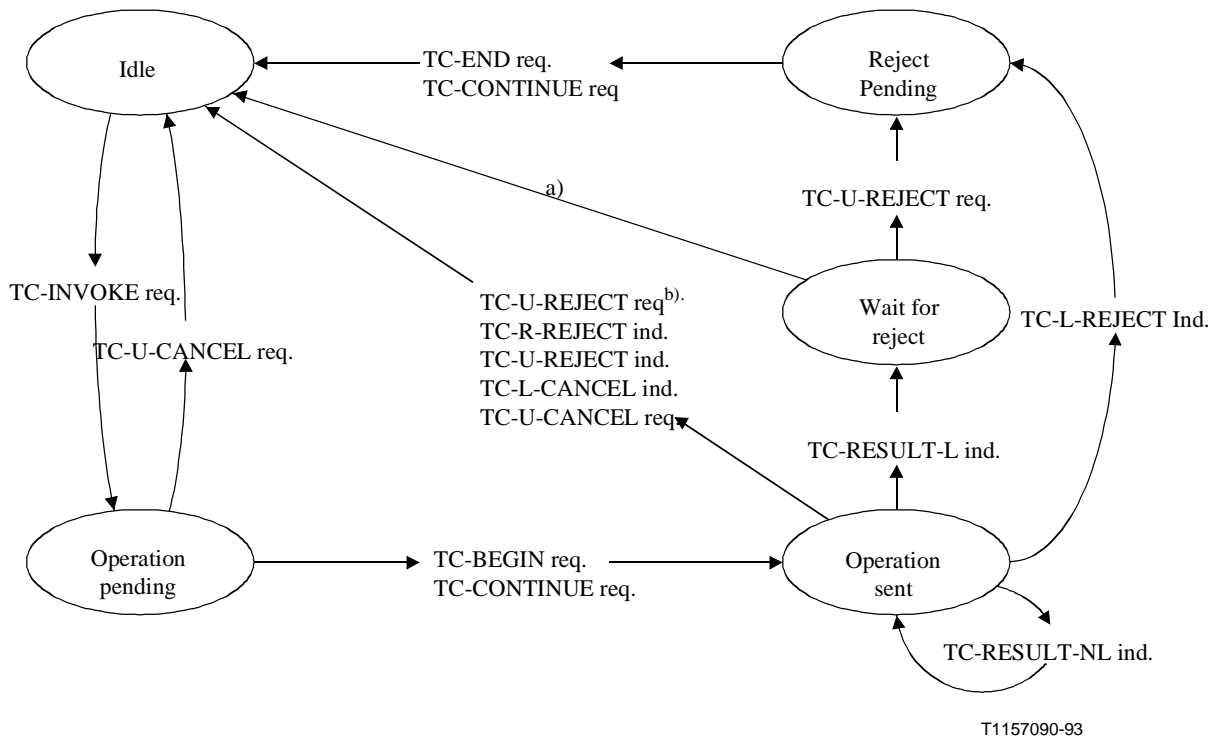 Idle
TC-END req.
TC-CONTINUE req
Reject
Pending
a)
TC-U-REJECT req.
TC-INVOKE req.
TC-U-CANCEL req.
TC-U-REJECT reqb).
TC-R-REJECT ind.
TC-U-REJECT ind.
TC-L-CANCEL ind.
TC-U-CANCEL req.
Wait for
reject
TC-L-REJECT Ind.
TC-RESULT-L ind.
Operation
pending
TC-BEGIN req.
TC-CONTINUE req.
Operation
sent
TC-RESULT-NL ind.
T1157090-93